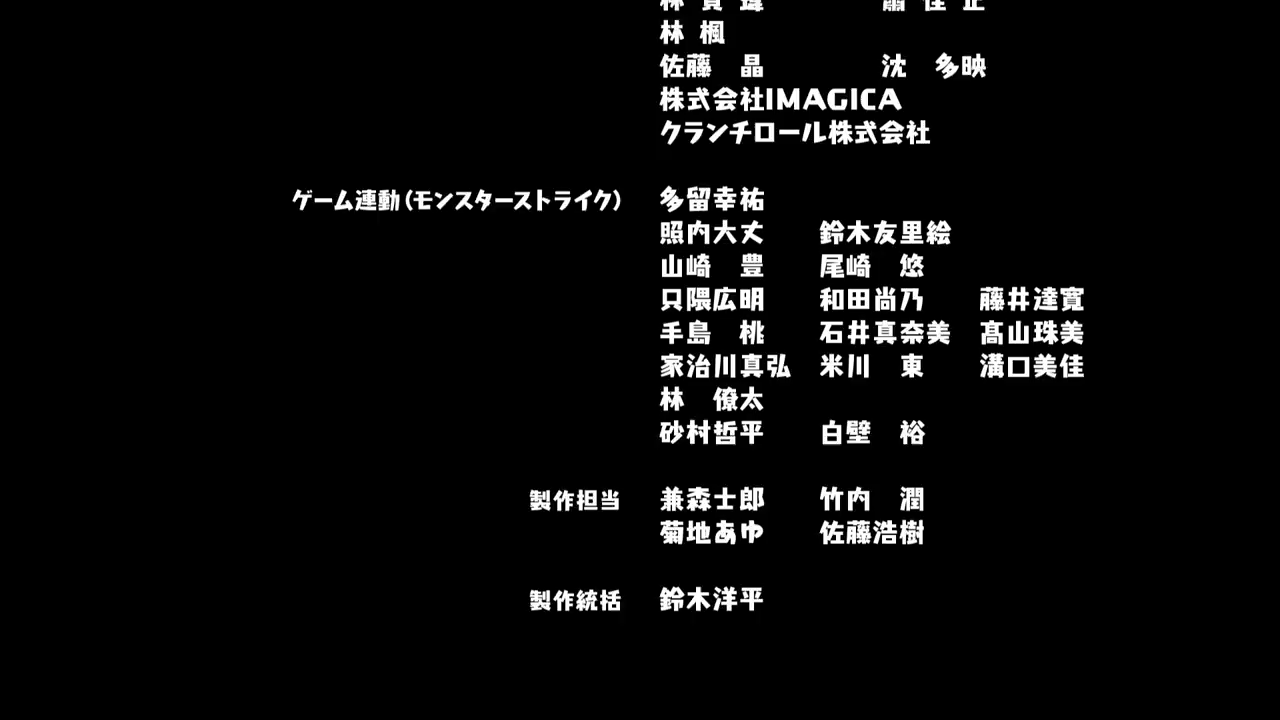 林 楓
佐藤　晶　沈　多映
株式会社IMAGICA
クランチロール株式会社
ゲーム連動(モンスターストライク)　多留幸祐
照内大丈　鈴木友里絵
山崎　豊　尾崎　悠
只隈広明　和田尚乃　藤井達寛
手島　桃　石井真奈美　髙山珠美
家治川真弘　米川　東　溝口美佳
林　僚太
砂村哲平　白壁　裕
製作担当　兼森士郎　竹内　潤
菊地あゆ　佐藤浩樹
製作統括　鈴木洋平